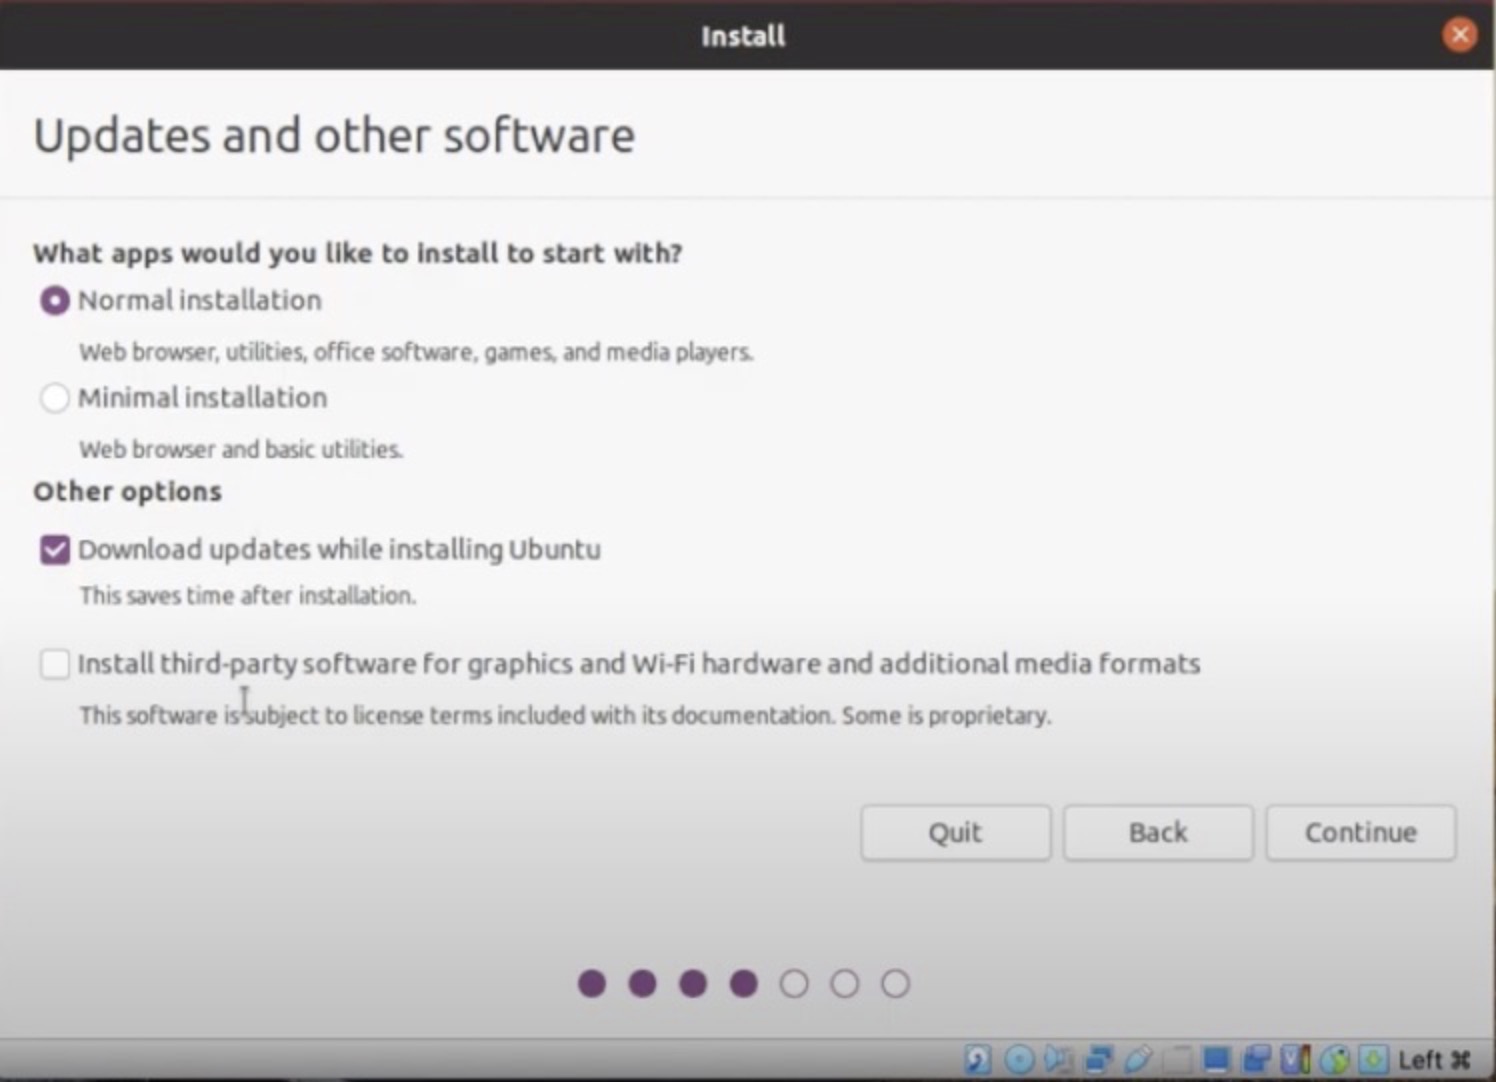 Install
Updates and other software
What apps would you like to install to start with?
Normal installation
Web browser, utilities, office software, games, and media players.
Minimal installation
Web browser and basic utilities.
Other options
Download updates while installing Ubuntu
This saves time after installation.
Install third-party software for graphics and Wi-Fi hardware and additional media formats
This software is subject to license terms included with its documentation. Some is proprietary.
Quit
Back
Continue
Left ⌘